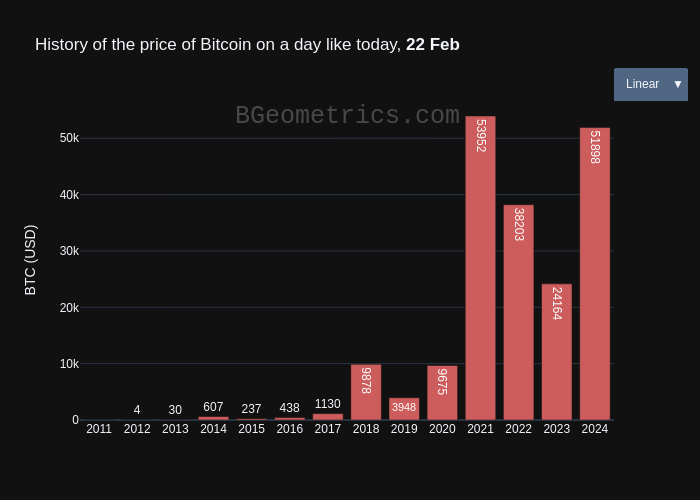 History of the price of Bitcoin on a day like today, 22 Feb
Linear ▼
BGeometrics.com
BTC (USD)
50k
40k
30k
20k
10k
0
4
30
607
237
438
1130
9878
3948
9675
53952
38203
24164
51898
2011 2012 2013 2014 2015 2016 2017 2018 2019 2020 2021 2022 2023 2024